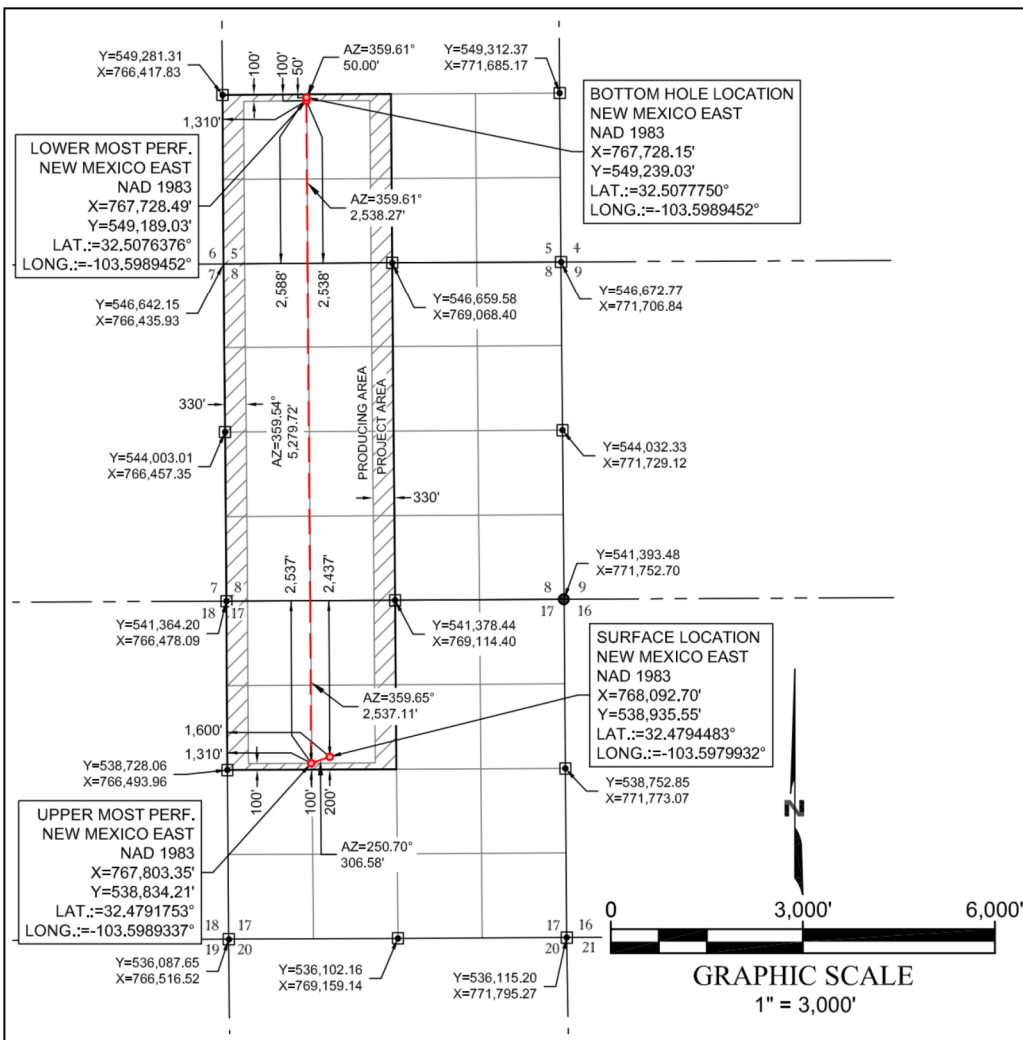 Y=549,281.31
X=766,417.83
100'
100'
50'
AZ=359.61°
50.00'
Y=549,312.37
X=771,685.17
BOTTOM HOLE LOCATION
NEW MEXICO EAST
NAD 1983
X=767,728.15'
Y=549,239.03'
LAT.:=32.5077750°
LONG.:=-103.5989452°
1,310'
LOWER MOST PERF.
NEW MEXICO EAST
NAD 1983
X=767,728.49'
Y=549,189.03'
LAT.:=32.5076376°
LONG.:=-103.5989452°
AZ=359.61°
2,538.27'
6 5
7 8
5 4
8 9
2,588'
2,538'
Y=546,642.15
X=766,435.93
Y=546,659.58
X=769,068.40
Y=546,672.77
X=771,706.84
330'
AZ=359.54°
5,279.72'
PRODUCING AREA
PROJECT AREA
330'
Y=544,003.01
X=766,457.35
Y=544,032.33
X=771,729.12
2,537'
2,437'
Y=541,393.48
X=771,752.70
7 8
18 17
8 9
17 16
Y=541,364.20
X=766,478.09
Y=541,378.44
X=769,114.40
SURFACE LOCATION
NEW MEXICO EAST
NAD 1983
X=768,092.70'
Y=538,935.55'
LAT.:=32.4794483°
LONG.:=-103.5979932°
AZ=359.65°
2,537.11'
1,600'
1,310'
Y=538,728.06
X=766,493.96
Y=538,752.85
X=771,773.07
100'
100'
200'
AZ=250.70°
306.58'
UPPER MOST PERF.
NEW MEXICO EAST
NAD 1983
X=767,803.35'
Y=538,834.21'
LAT.:=32.4791753°
LONG.:=-103.5989337°
N
18 17
19 20
17 16
20 21
Y=536,087.65
X=766,516.52
Y=536,102.16
X=769,159.14
Y=536,115.20
X=771,795.27
0 3,000' 6,000'
GRAPHIC SCALE
1" = 3,000'